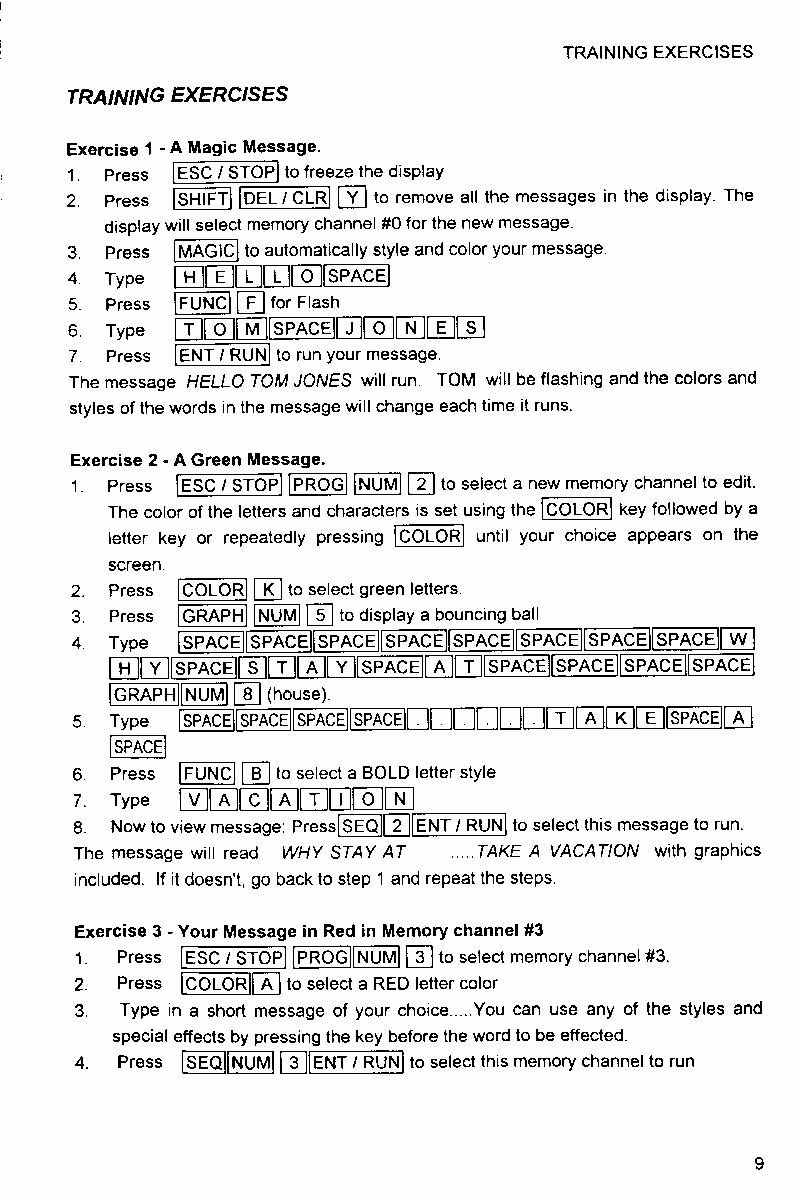 TRAINING EXERCISES
TRAINING EXERCISES
Exercise 1 - A Magic Message.
1. Press ESC / STOP to freeze the display
2. Press SHIFT DEL / CLR Y to remove all the messages in the display. The
display will select memory channel #0 for the new message.
3. Press MAGIC to automatically style and color your message.
4. Type H E L L O SPACE
5. Press FUNC F for Flash
6. Type T O M SPACE J O N E S
7. Press ENT / RUN to run your message.
The message HELLO TOM JONES will run. TOM will be flashing and the colors and
styles of the words in the message will change each time it runs.
Exercise 2 - A Green Message.
1. Press ESC / STOP PROG NUM 2 to select a new memory channel to edit.
The color of the letters and characters is set using the COLOR key followed by a
letter key or repeatedly pressing COLOR until your choice appears on the
screen.
2. Press COLOR K to select green letters.
3. Press GRAPH NUM 5 to display a bouncing ball
4. Type SPACE SPACE SPACE SPACE SPACE SPACE SPACE SPACE W
H Y SPACE S T A Y SPACE A T SPACE SPACE SPACE SPACE
GRAPH NUM 8 (house).
5. Type SPACE SPACE SPACE SPACE . . . . . . T A K E SPACE A
SPACE
6. Press FUNC B to select a BOLD letter style
7. Type V A C A T I O N
8. Now to view message: Press SEQ 2 ENT / RUN to select this message to run.
The message will read WHY STAY AT .....TAKE A VACATION with graphics
included. If it doesn't, go back to step 1 and repeat the steps.
Exercise 3 - Your Message in Red in Memory channel #3
1. Press ESC / STOP PROG NUM 3 to select memory channel #3.
2. Press COLOR A to select a RED letter color
3. Type in a short message of your choice.....You can use any of the styles and
special effects by pressing the key before the word to be effected.
4. Press SEQ NUM 3 ENT / RUN to select this memory channel to run
9